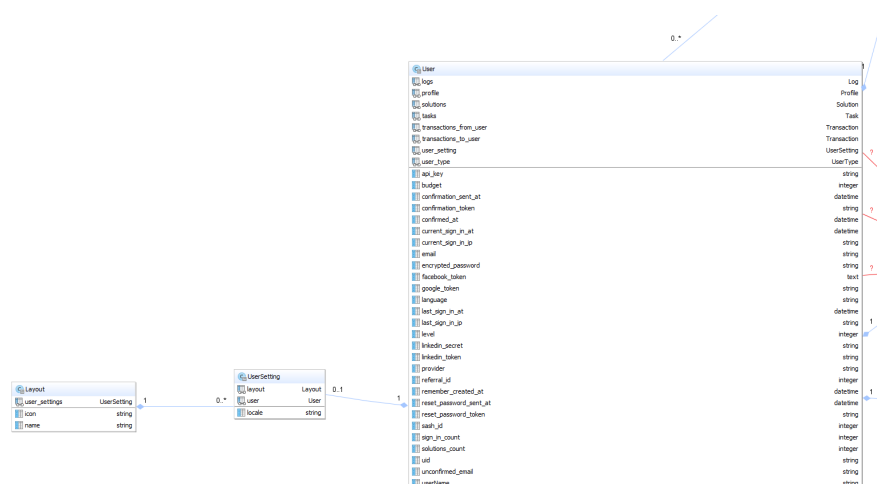 0..*
User
1
logs Log
profile Profile
solutions Solution
tasks Task
transactions_from_user Transaction
transactions_to_user Transaction
user_setting UserSetting
?
user_type UserType
api_key string
budget integer
confirmation_sent_at datetime
confirmation_token string
?
confirmed_at datetime
current_sign_in_at datetime
current_sign_in_ip string
email string
encrypted_password string
?
facebook_token text
google_token string
language string
last_sign_in_at datetime
last_sign_in_ip string
1
level integer
linkedin_secret string
linkedin_token string
provider string
referral_id integer
remember_created_at datetime
1
reset_password_sent_at datetime
reset_password_token string
sash_id integer
sign_in_count integer
solutions_count integer
uid string
unconfirmed_email string
userName string
UserSetting
layout Layout
user User
locale string
0..1
1
Layout
user_settings UserSetting
icon string
name string
1
0..*